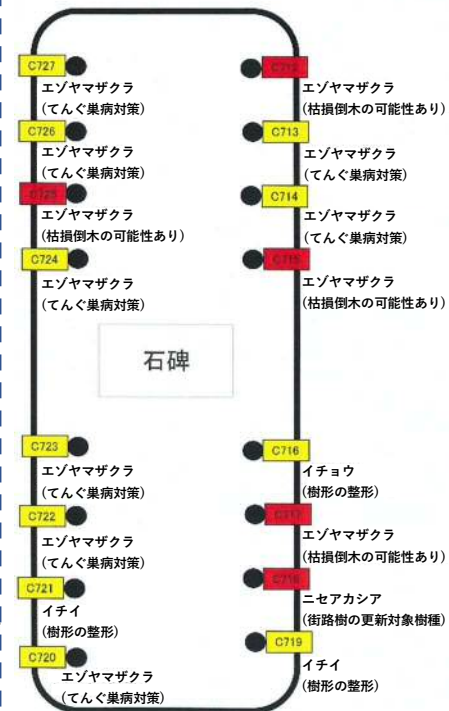 C727
エゾヤマザクラ
(てんぐ巣病対策)
C726
エゾヤマザクラ
(てんぐ巣病対策)
C725
エゾヤマザクラ
(枯損倒木の可能性あり)
C724
エゾヤマザクラ
(てんぐ巣病対策)
C712
エゾヤマザクラ
(枯損倒木の可能性あり)
C713
エゾヤマザクラ
(てんぐ巣病対策)
C714
エゾヤマザクラ
(てんぐ巣病対策)
C715
エゾヤマザクラ
(枯損倒木の可能性あり)
石碑
C723
エゾヤマザクラ
(てんぐ巣病対策)
C722
エゾヤマザクラ
(てんぐ巣病対策)
C721
イチイ
(樹形の整形)
C720
エゾヤマザクラ
(てんぐ巣病対策)
C716
イチョウ
(樹形の整形)
C717
エゾヤマザクラ
(枯損倒木の可能性あり)
C718
ニセアカシア
(街路樹の更新対象樹種)
C719
イチイ
(樹形の整形)